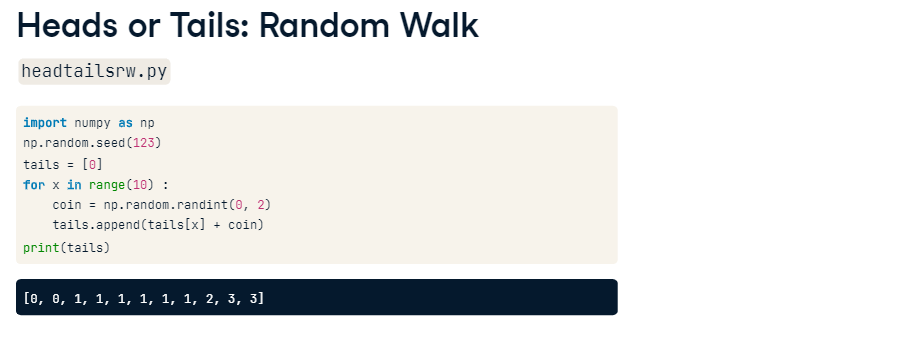 Heads or Tails: Random Walk
headtailsrw.py
import numpy as np
np.random.seed(123)
tails = [0]
for x in range(10) :
    coin = np.random.randint(0, 2)
    tails.append(tails[x] + coin)
print(tails)
[0, 0, 1, 1, 1, 1, 1, 1, 2, 3, 3]